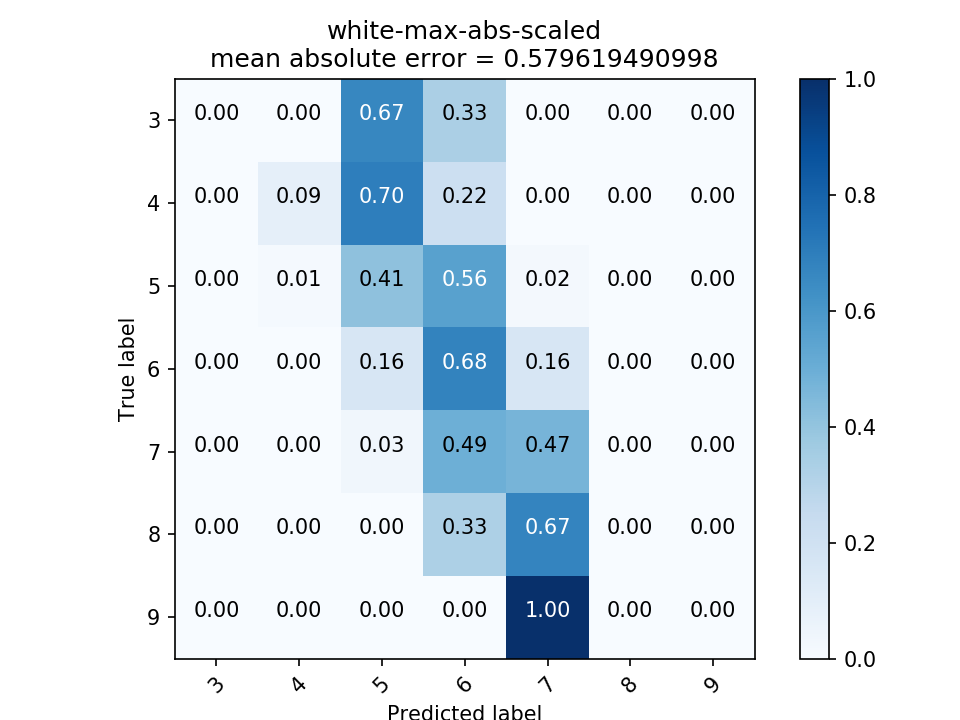 white-max-abs-scaled
mean absolute error = 0.579619490998
3 0.00 0.00 0.67 0.33 0.00 0.00 0.00
4 0.00 0.09 0.70 0.22 0.00 0.00 0.00
5 0.00 0.01 0.41 0.56 0.02 0.00 0.00
6 0.00 0.00 0.16 0.68 0.16 0.00 0.00
7 0.00 0.00 0.03 0.49 0.47 0.00 0.00
8 0.00 0.00 0.00 0.33 0.67 0.00 0.00
9 0.00 0.00 0.00 0.00 1.00 0.00 0.00
True label
3 4 5 6 7 8 9
Predicted label
1.0
0.8
0.6
0.4
0.2
0.0